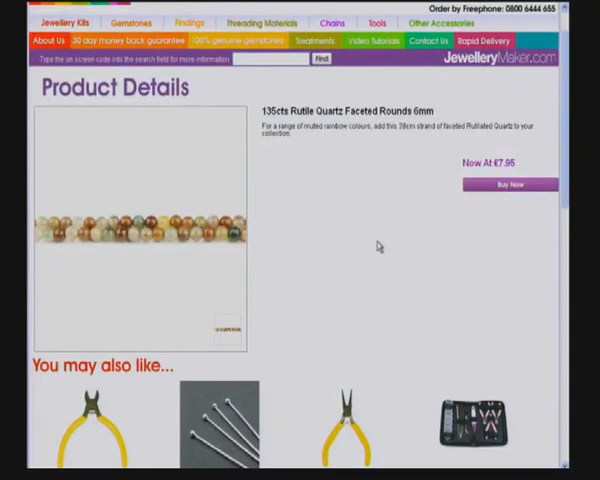 Order by Freephone: 0800 6444 655
Jewellery Kits Gemstones Findings Threading Materials Chains Tools Other Accessories
About Us 30 day money back guarantee 100% genuine gemstones Treatments Video Tutorials Contact Us Rapid Delivery
Type the on screen code into the search field for more information Find JewelleryMaker.com
Product Details
135cts Rutile Quartz Faceted Rounds 6mm
For a range of muted rainbow colours, add this 38cm strand of faceted Rutilated Quartz to your
collection.
Now At €7.95
Buy Now
You may also like...